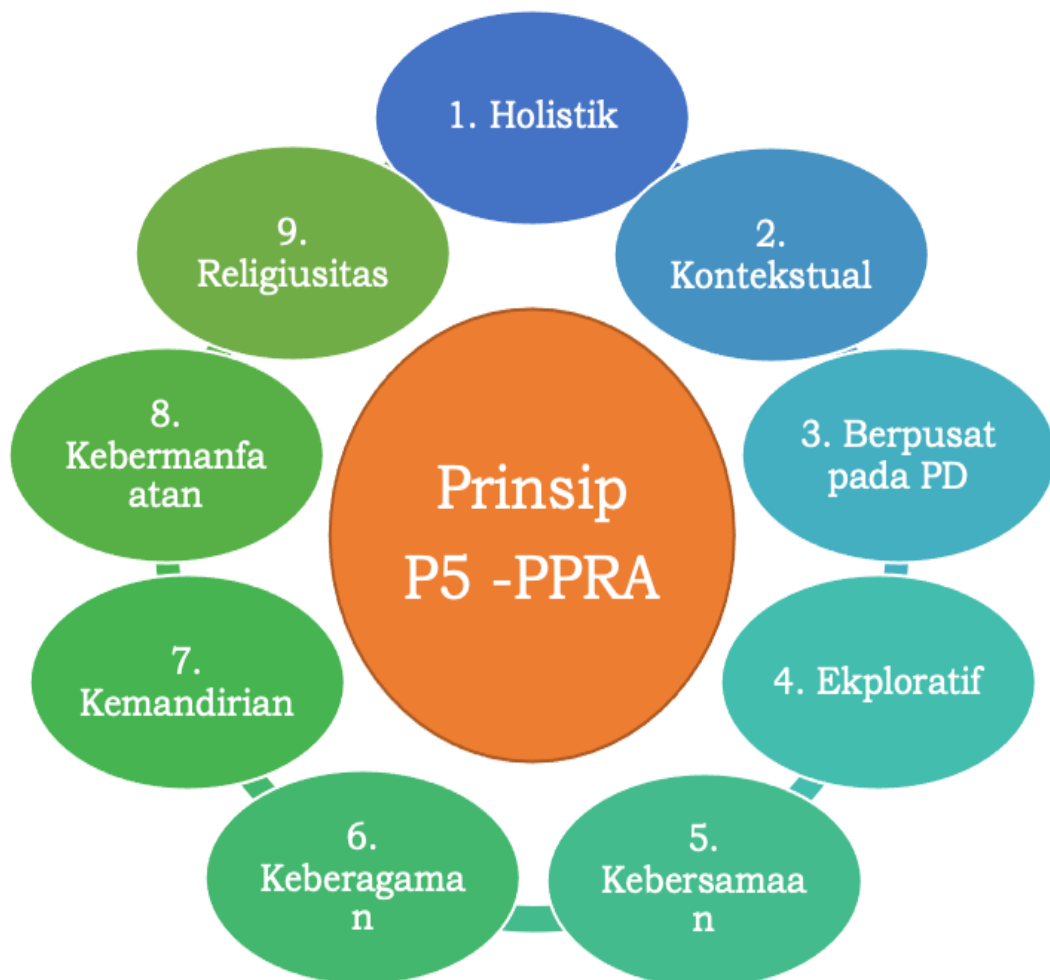 Prinsip
P5 -PPRA
1. Holistik
2.
Kontekstual
3. Berpusat
pada PD
4. Ekploratif
5.
Kebersamaa
n
6.
Keberagama
n
7.
Kemandirian
8.
Kebermanfa
atan
9.
Religiusitas